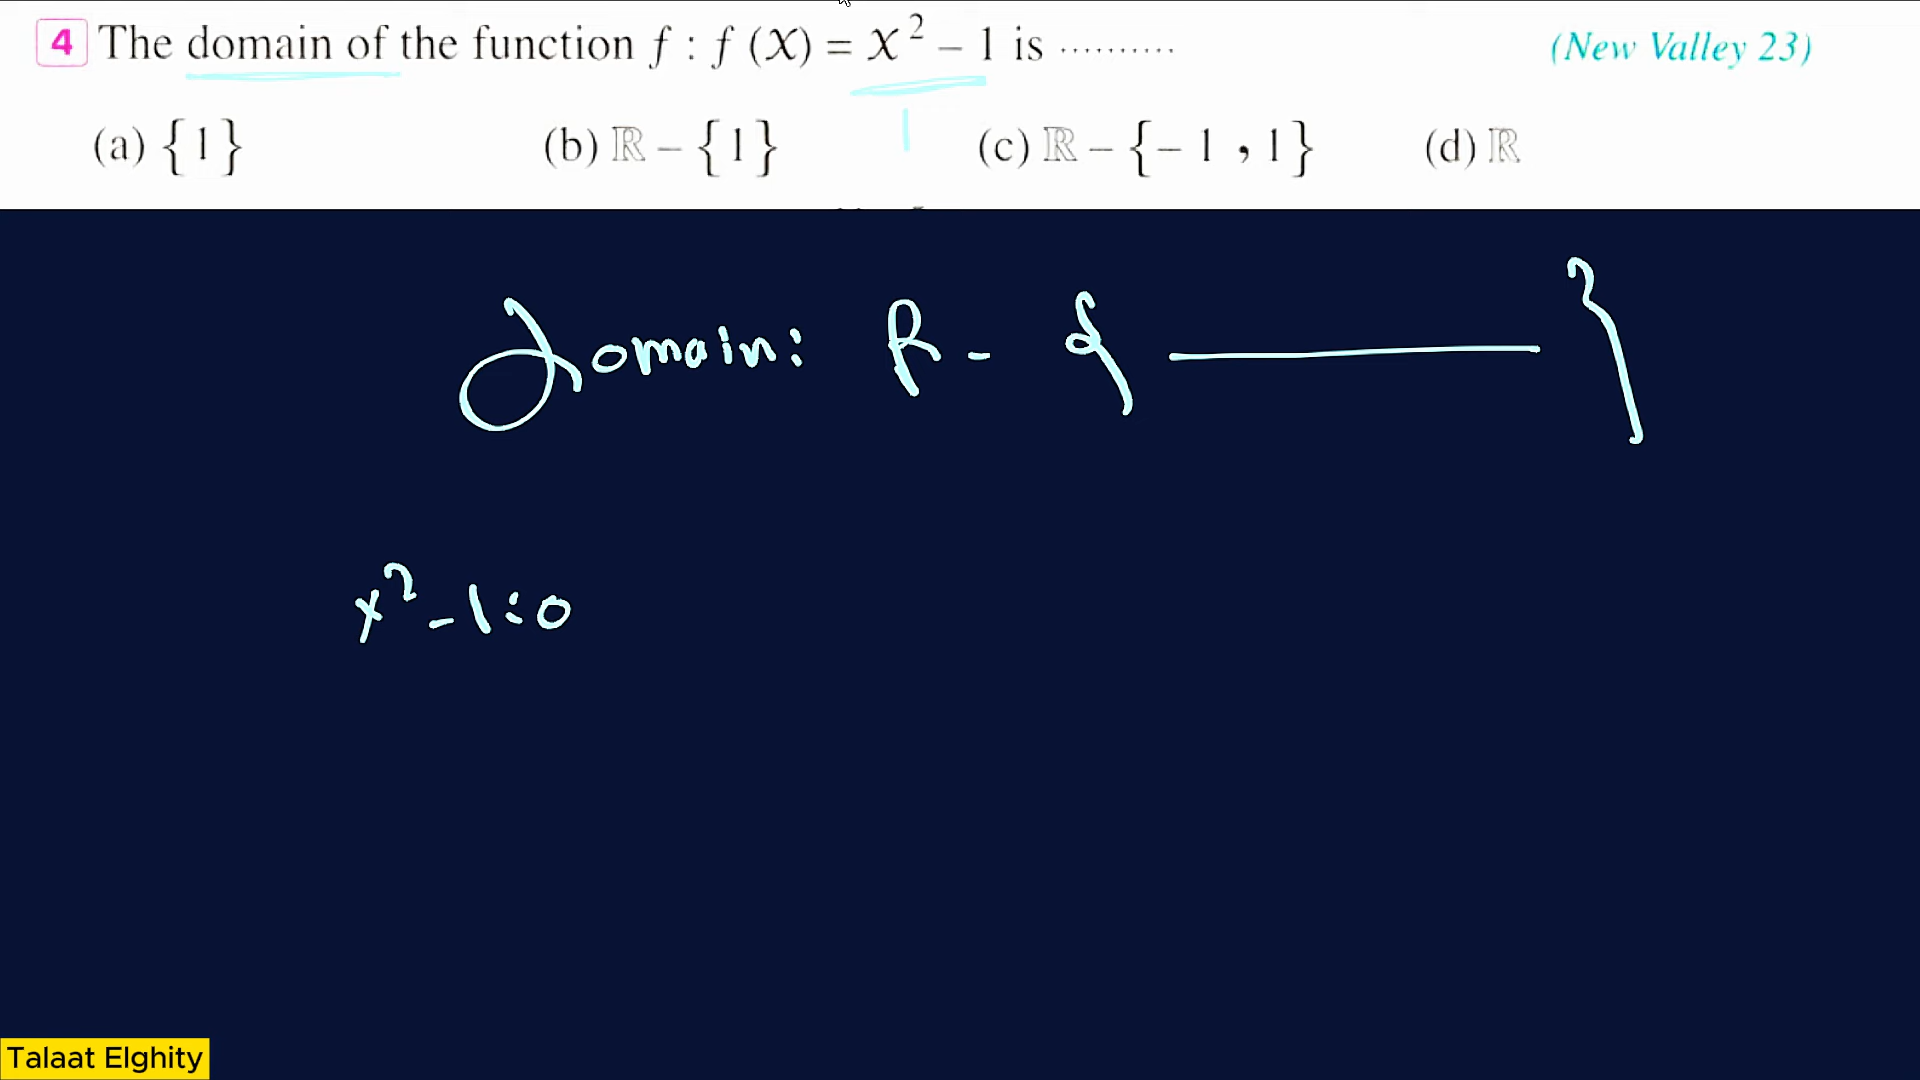 4 The domain of the function f : f (X) = X² – 1 is ·········· (New Valley 23)
(a) {1} (b) ℝ – {1} (c) ℝ – {– 1 , 1} (d) ℝ
domain: R - { }
x² - 1 = 0
Talaat Elghity